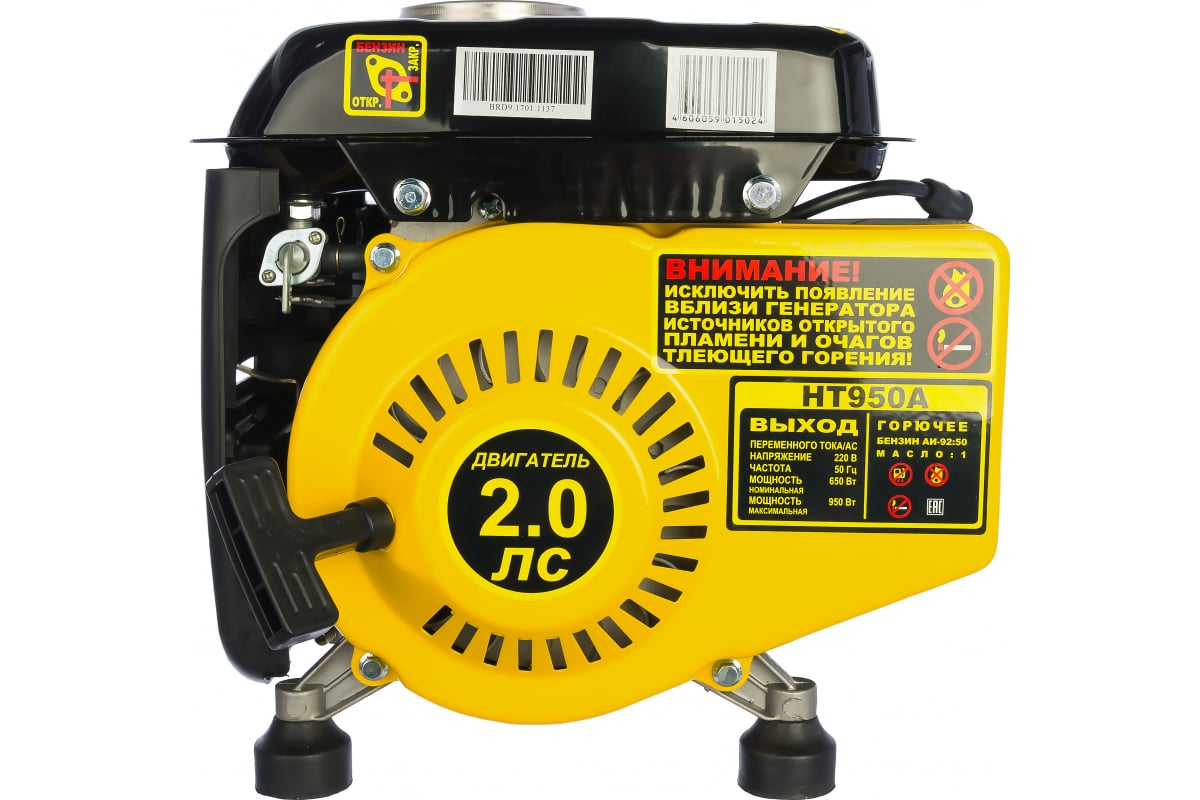 БЕНЗИН
ЗАКР.
ОТКР.
BRD9.1701.1137
4 606059 015024
ВНИМАНИЕ!
ИСКЛЮЧИТЬ ПОЯВЛЕНИЕ
ВБЛИЗИ ГЕНЕРАТОРА
ИСТОЧНИКОВ ОТКРЫТОГО
ПЛАМЕНИ И ОЧАГОВ
ТЛЕЮЩЕГО ГОРЕНИЯ!
HT950A
ВЫХОД
ПЕРЕМЕННОГО ТОКА/AC
НАПРЯЖЕНИЕ 220 В
ЧАСТОТА 50 Гц
МОЩНОСТЬ 650 Вт
НОМИНАЛЬНАЯ
МОЩНОСТЬ 950 Вт
МАКСИМАЛЬНАЯ
ГОРЮЧЕЕ
БЕНЗИН АИ-92:50
МАСЛО:1
EAC
ДВИГАТЕЛЬ
2.0
ЛС